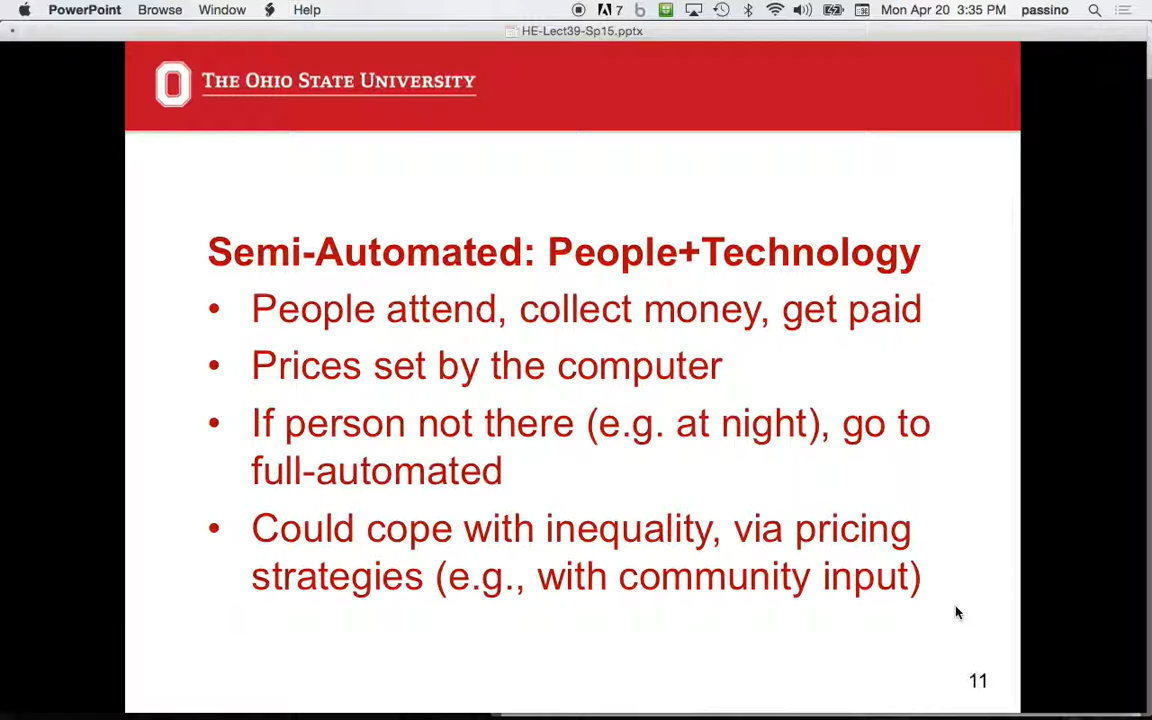 PowerPoint Browse Window Help 7 Mon Apr 20 3:35 PM passino
HE-Lect39-Sp15.pptx
THE OHIO STATE UNIVERSITY
Semi-Automated: People+Technology
• People attend, collect money, get paid
• Prices set by the computer
• If person not there (e.g. at night), go to
full-automated
• Could cope with inequality, via pricing
strategies (e.g., with community input)
11